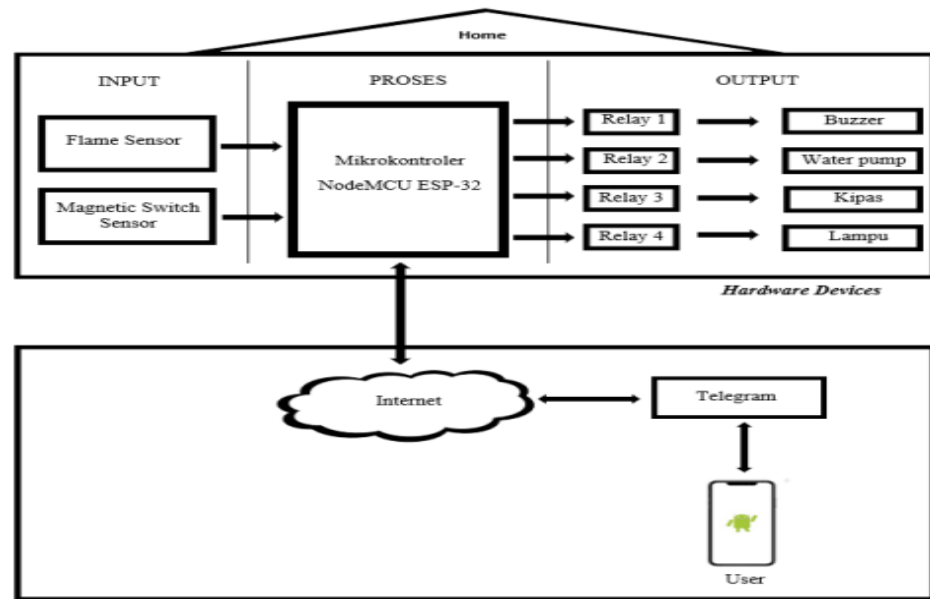 Home
INPUT
PROSES
OUTPUT
Flame Sensor
Magnetic Switch
Sensor
Mikrokontroler
NodeMCU ESP-32
Relay 1
Buzzer
Relay 2
Water pump
Relay 3
Kipas
Relay 4
Lampu
Hardware Devices
Internet
Telegram
User